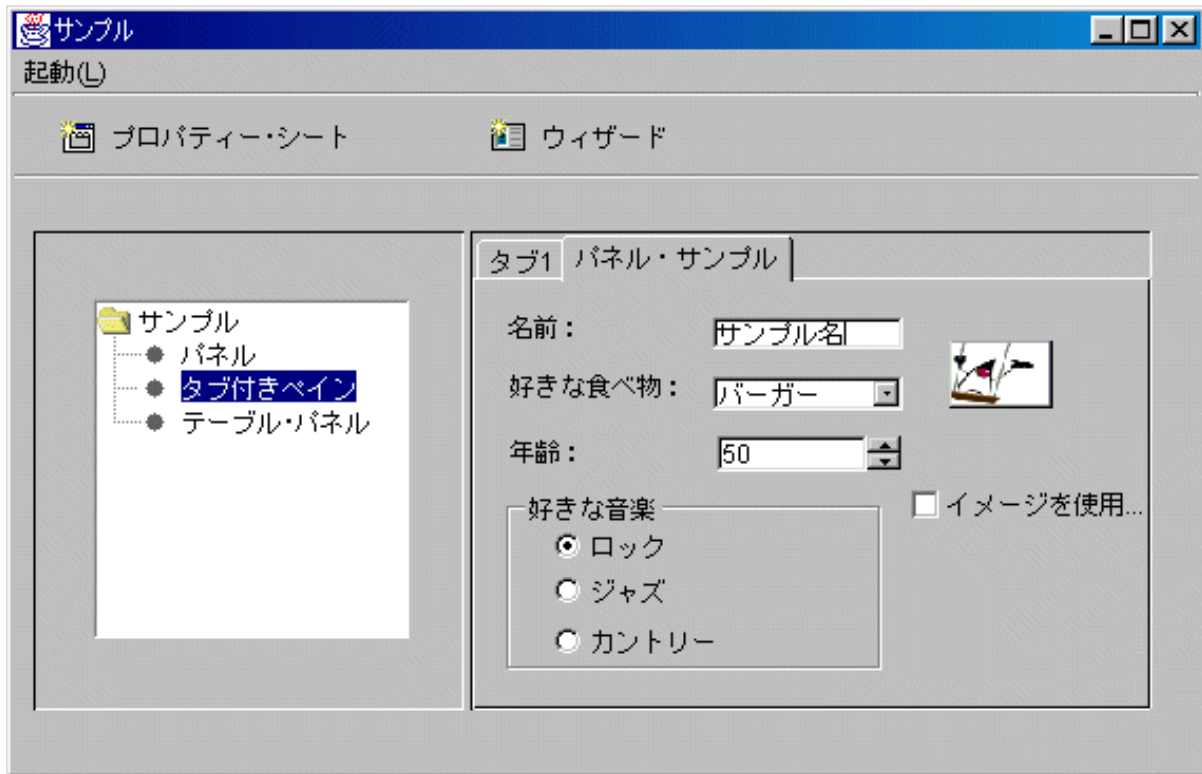 サンプル
起動(L)
プロパティー・シート
ウィザード
サンプル
パネル
タブ付きペイン
テーブル・パネル
タブ1
パネル・サンプル
名前：
サンプル名
好きな食べ物：
バーガー
年齢：
50
好きな音楽
ロック
ジャズ
カントリー
イメージを使用...